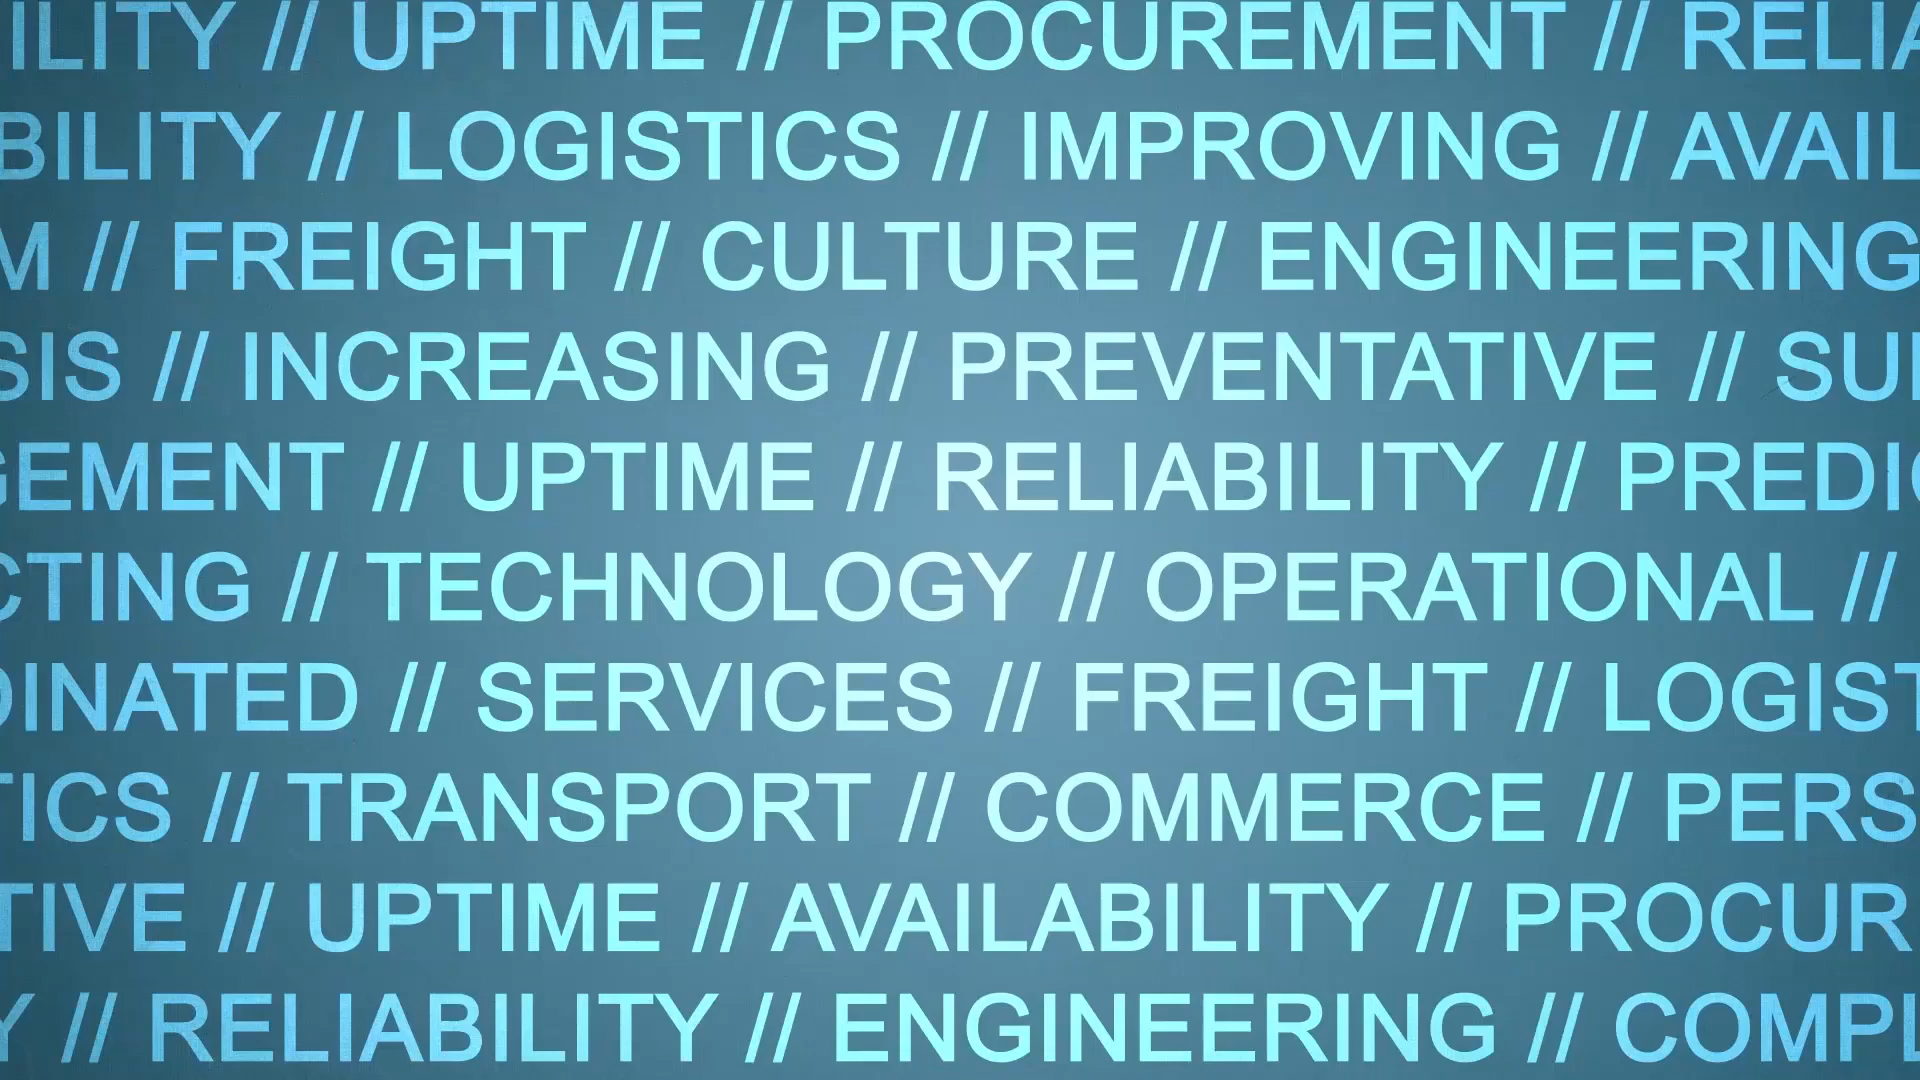 ILITY // UPTIME // PROCUREMENT // RELIA
BILITY // LOGISTICS // IMPROVING // AVAIL
M // FREIGHT // CULTURE // ENGINEERING
SIS // INCREASING // PREVENTATIVE // SU
GEMENT // UPTIME // RELIABILITY // PREDIC
CTING // TECHNOLOGY // OPERATIONAL //
DINATED // SERVICES // FREIGHT // LOGIST
TICS // TRANSPORT // COMMERCE // PERS
TIVE // UPTIME // AVAILABILITY // PROCUR
Y // RELIABILITY // ENGINEERING // COMPL